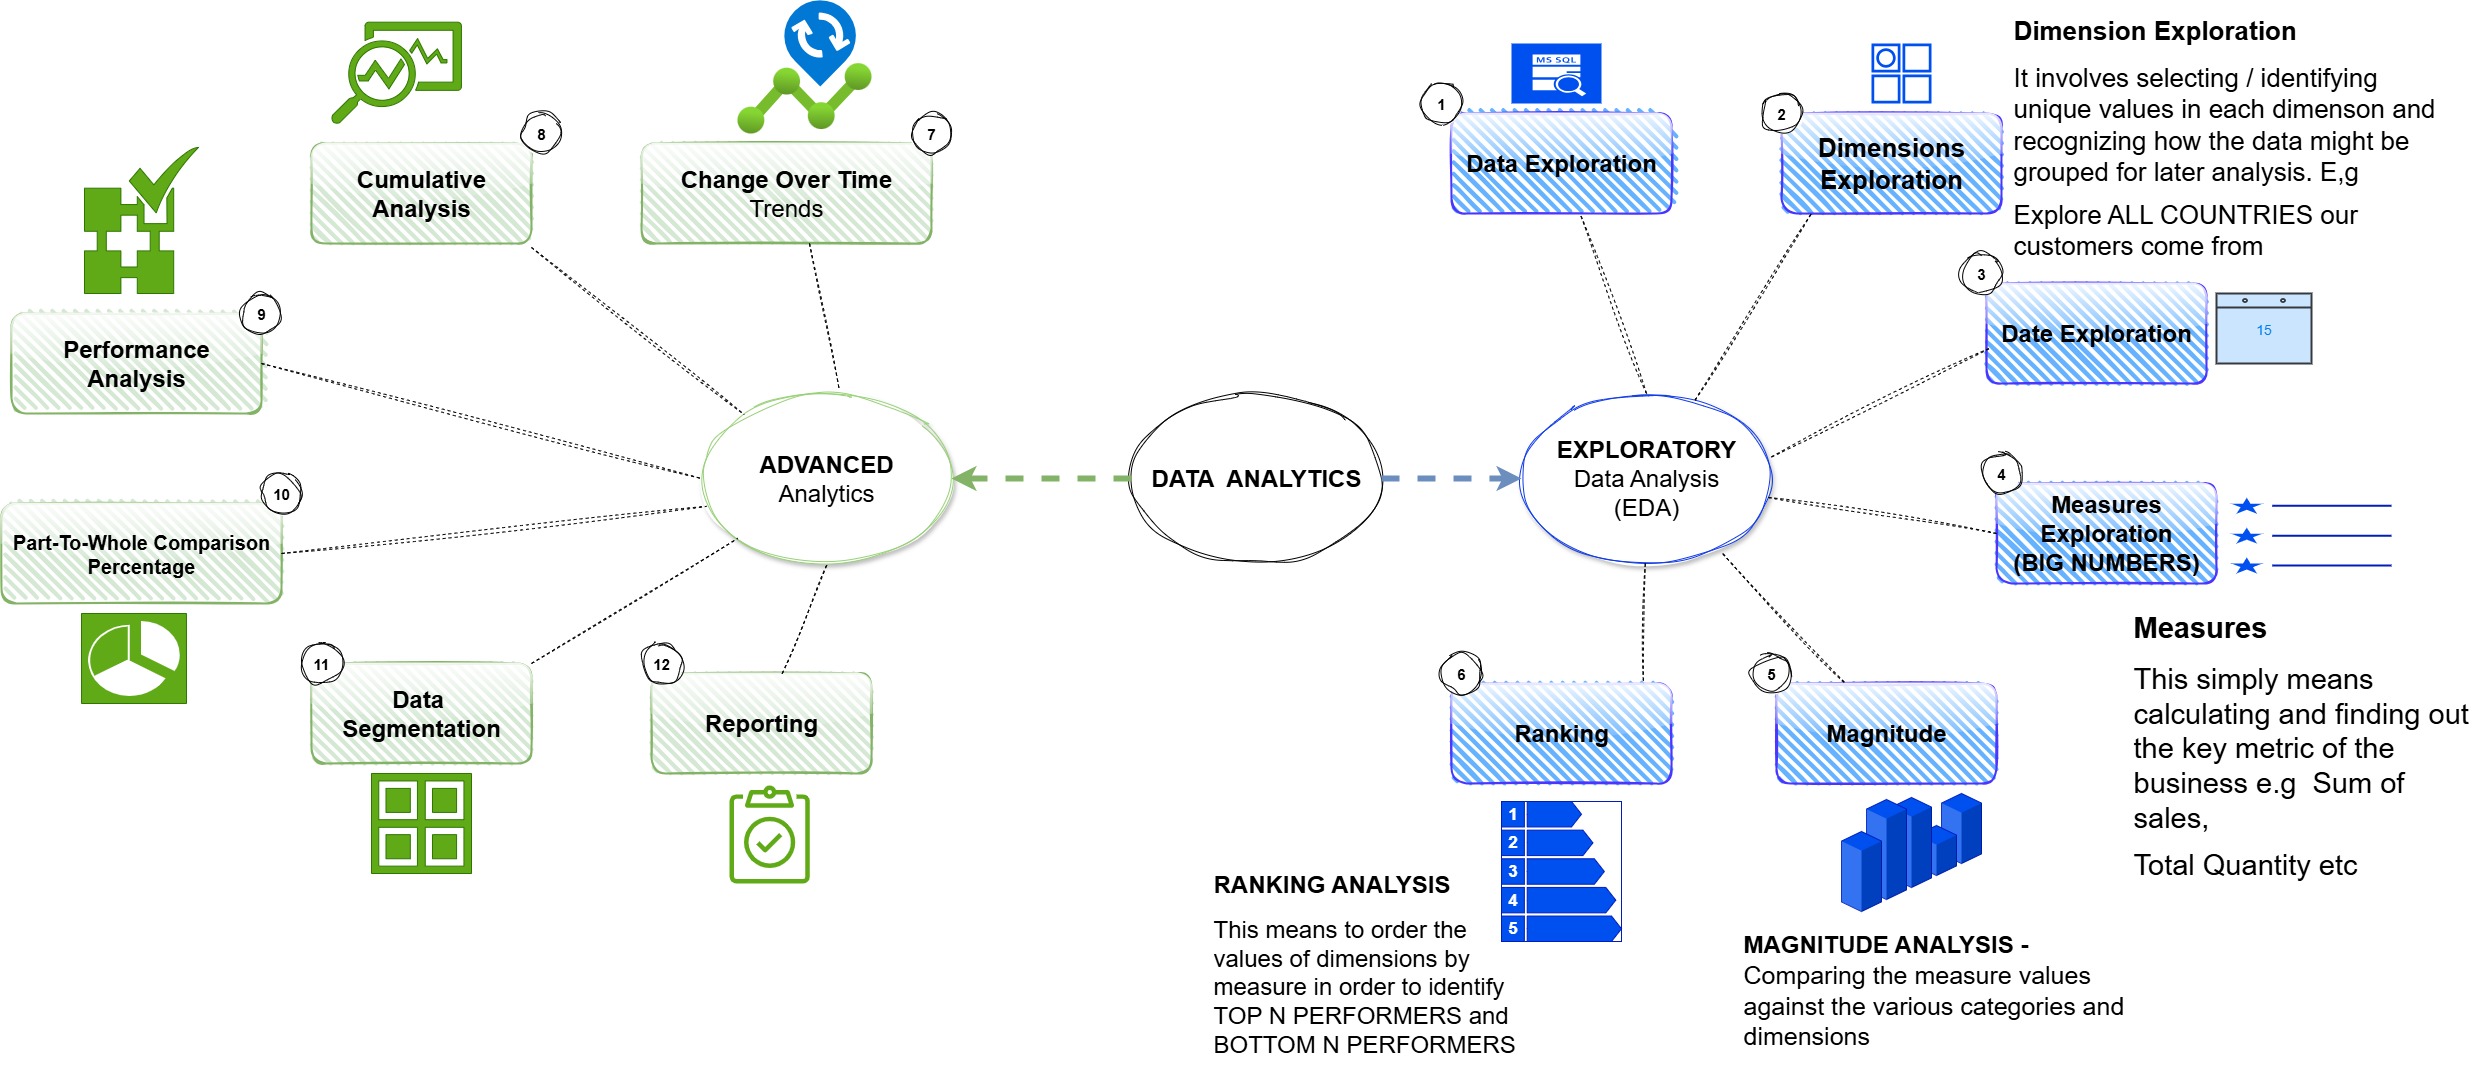 8
Cumulative
Analysis
7
Change Over Time
Trends
9
Performance
Analysis
10
Part-To-Whole Comparison
Percentage
11
Data
Segmentation
12
Reporting
ADVANCED
Analytics
DATA  ANALYTICS
EXPLORATORY
Data Analysis
(EDA)
1
MS SQL
Data Exploration
2
Dimensions
Exploration
Dimension Exploration
It involves selecting / identifying
unique values in each dimenson and
recognizing how the data might be
grouped for later analysis. E,g
Explore ALL COUNTRIES our
customers come from
3
Date Exploration
15
4
Measures
Exploration
(BIG NUMBERS)
Measures
This simply means
calculating and finding out
the key metric of the
business e.g  Sum of
sales,
Total Quantity etc
5
Magnitude
MAGNITUDE ANALYSIS -
Comparing the measure values
against the various categories and
dimensions
6
Ranking
1
2
3
4
5
RANKING ANALYSIS
This means to order the
values of dimensions by
measure in order to identify
TOP N PERFORMERS and
BOTTOM N PERFORMERS